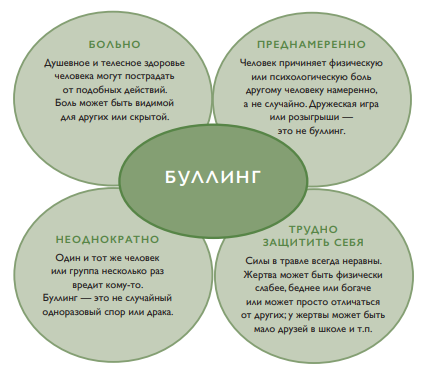 БОЛЬНО
Душевное и телесное здоровье
человека могут пострадать
от подобных действий.
Боль может быть видимой
для других или скрытой.
ПРЕДНАМЕРЕННО
Человек причиняет физическую
или психологическую боль
другому человеку намеренно,
а не случайно. Дружеская игра
или розыгрыши —
это не буллинг.
БУЛЛИНГ
НЕОДНОКРАТНО
Один и тот же человек
или группа несколько раз
вредит кому-то.
Буллинг — это не случайный
одноразовый спор или драка.
ТРУДНО
ЗАЩИТИТЬ СЕБЯ
Силы в травле всегда неравны.
Жертва может быть физически
слабее, беднее или богаче
или может просто отличаться
от других; у жертвы может быть
мало друзей в школе и т.п.